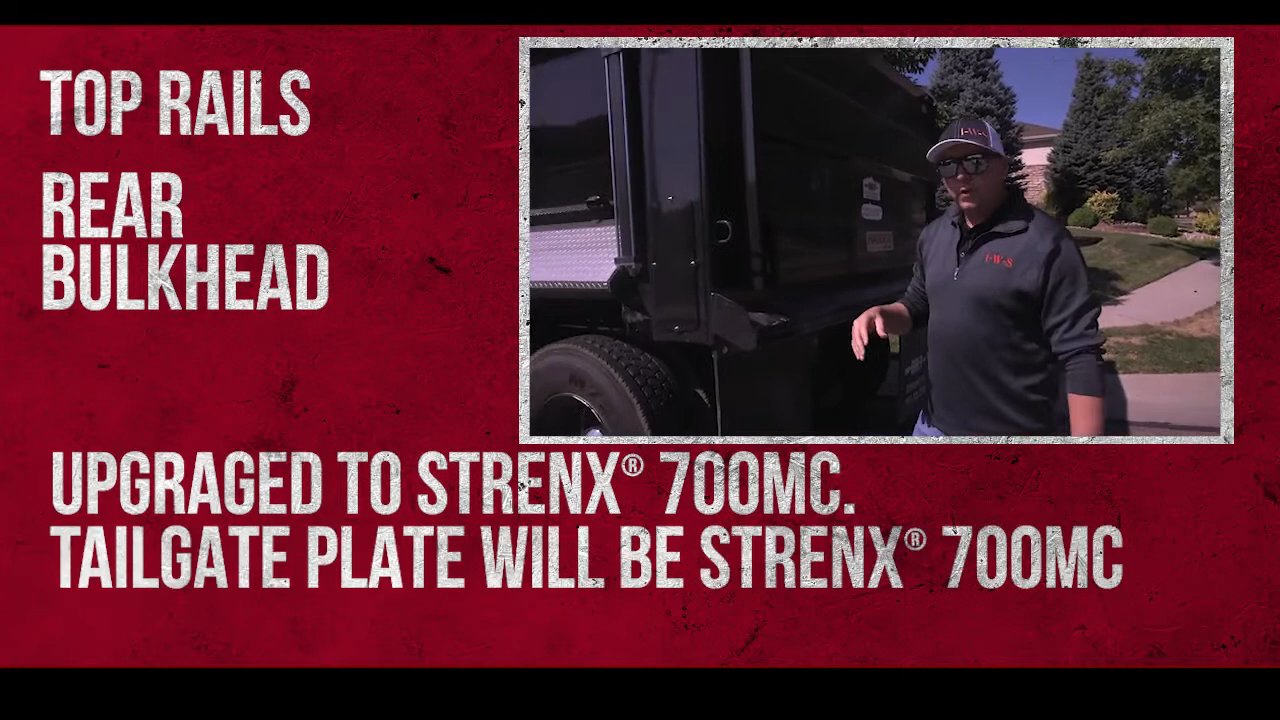 TOP RAILS
REAR
BULKHEAD
I-W-S
I-W-S
UPGRAGED TO STRENX® 700MC.
TAILGATE PLATE WILL BE STRENX® 700MC